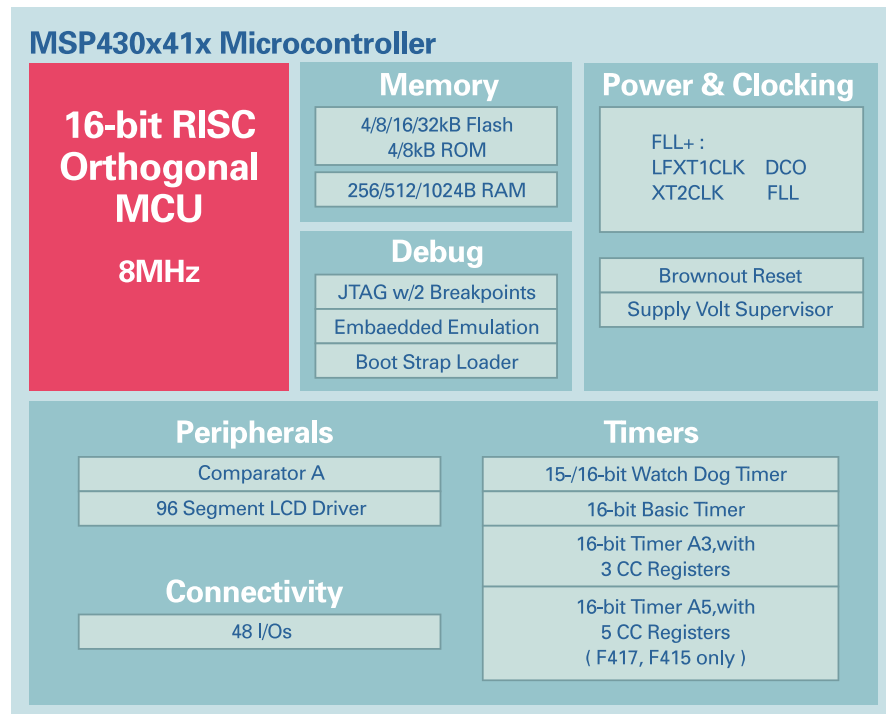 MSP430x41x Microcontroller
16-bit RISC
Orthogonal
MCU
8MHz
Memory
4/8/16/32kB Flash
4/8kB ROM
256/512/1024B RAM
Debug
JTAG w/2 Breakpoints
Embaedded Emulation
Boot Strap Loader
Power & Clocking
FLL+ :
LFXT1CLK DCO
XT2CLK FLL
Brownout Reset
Supply Volt Supervisor
Peripherals
Comparator A
96 Segment LCD Driver
Connectivity
48 I/Os
Timers
15-/16-bit Watch Dog Timer
16-bit Basic Timer
16-bit Timer A3,with
3 CC Registers
16-bit Timer A5,with
5 CC Registers
( F417, F415 only )